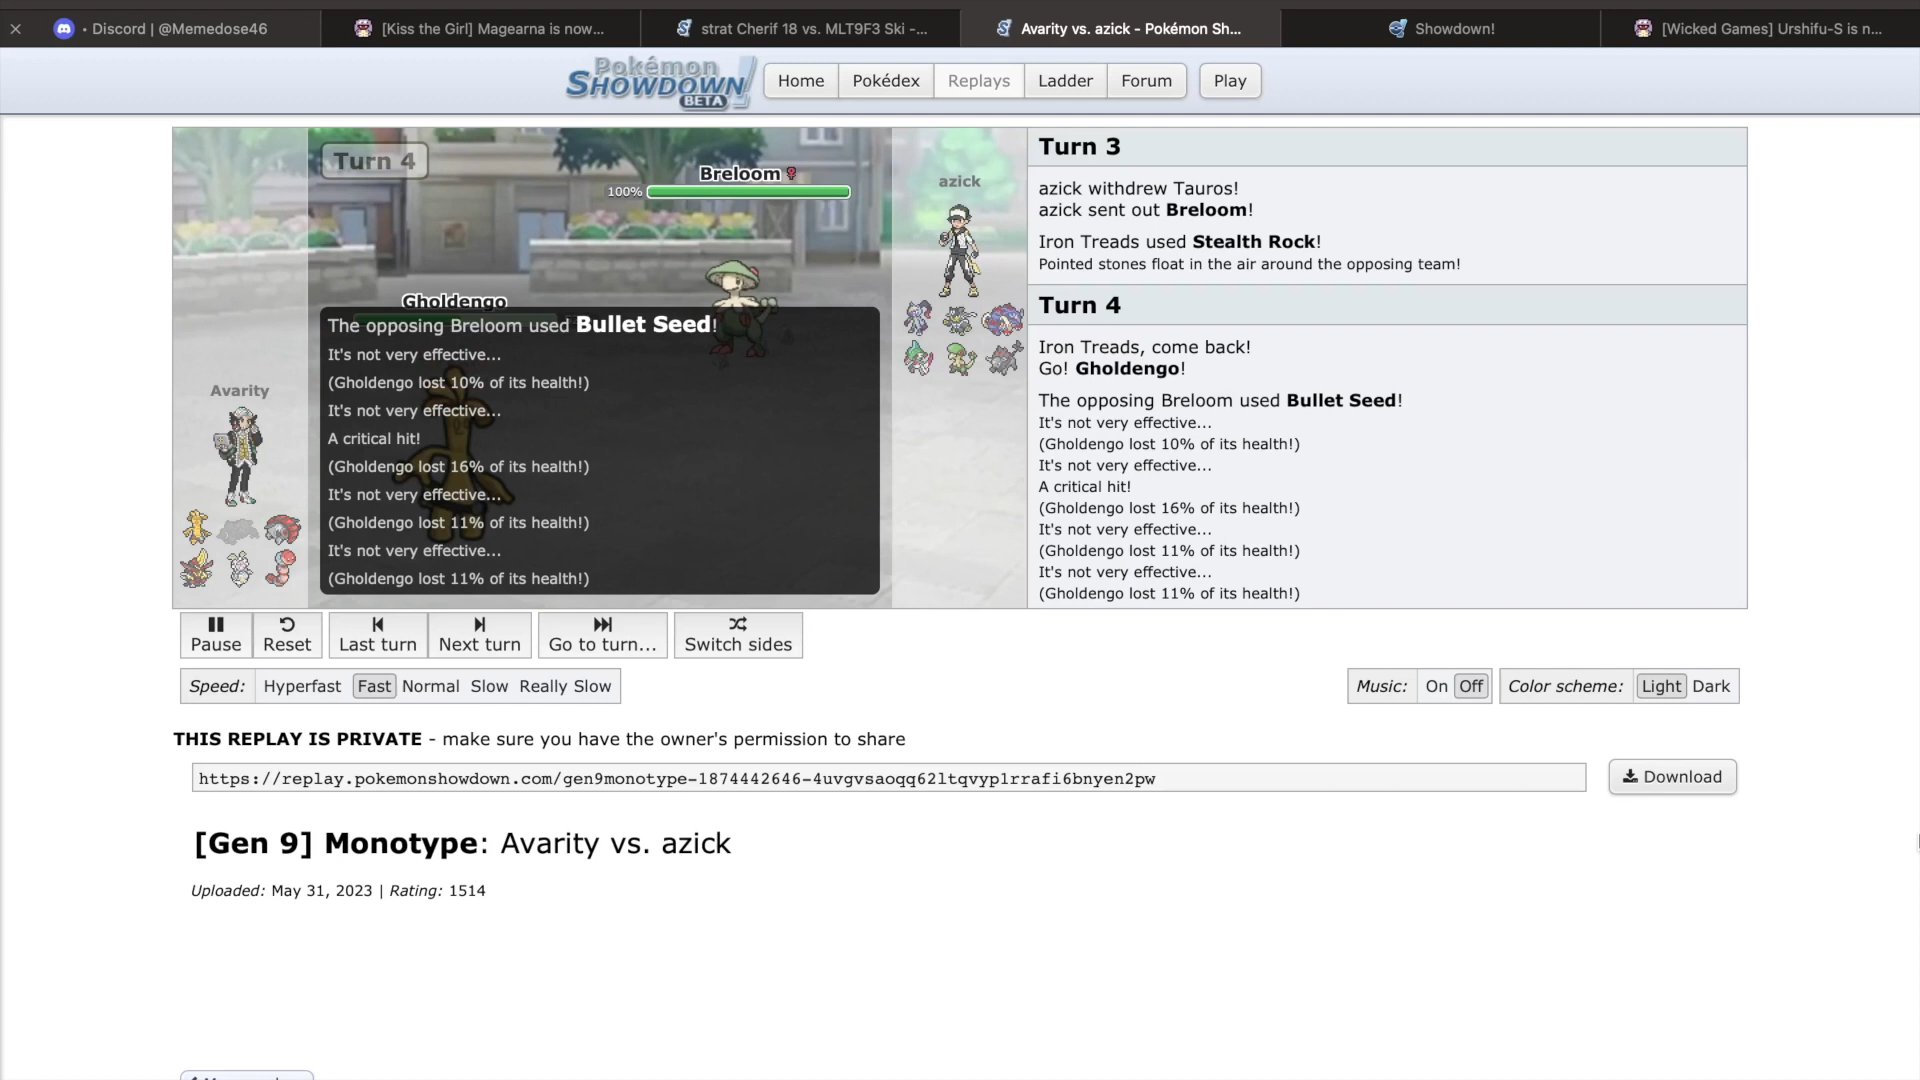 • Discord | @Memedose46
[Kiss the Girl] Magearna is now...
strat Cherif 18 vs. MLT9F3 Ski -...
Avarity vs. azick - Pokémon Sh...
Showdown!
[Wicked Games] Urshifu-S is n...
Pokémon
SHOWDOWN!
BETA
Home
Pokédex
Replays
Ladder
Forum
Play
Turn 4
Breloom ♀
100%
Gholdengo
The opposing Breloom used Bullet Seed!
It's not very effective...
(Gholdengo lost 10% of its health!)
It's not very effective...
A critical hit!
(Gholdengo lost 16% of its health!)
It's not very effective...
(Gholdengo lost 11% of its health!)
It's not very effective...
(Gholdengo lost 11% of its health!)
Avarity
azick
Turn 3
azick withdrew Tauros!
azick sent out Breloom!
Iron Treads used Stealth Rock!
Pointed stones float in the air around the opposing team!
Turn 4
Iron Treads, come back!
Go! Gholdengo!
The opposing Breloom used Bullet Seed!
It's not very effective...
(Gholdengo lost 10% of its health!)
It's not very effective...
A critical hit!
(Gholdengo lost 16% of its health!)
It's not very effective...
(Gholdengo lost 11% of its health!)
It's not very effective...
(Gholdengo lost 11% of its health!)
Pause
Reset
Last turn
Next turn
Go to turn...
Switch sides
Speed: Hyperfast Fast Normal Slow Really Slow
Music: On Off
Color scheme: Light Dark
THIS REPLAY IS PRIVATE - make sure you have the owner's permission to share
https://replay.pokemonshowdown.com/gen9monotype-1874442646-4uvgvsaoqq62ltqvyp1rrafi6bnyen2pw
Download
[Gen 9] Monotype: Avarity vs. azick
Uploaded: May 31, 2023 | Rating: 1514